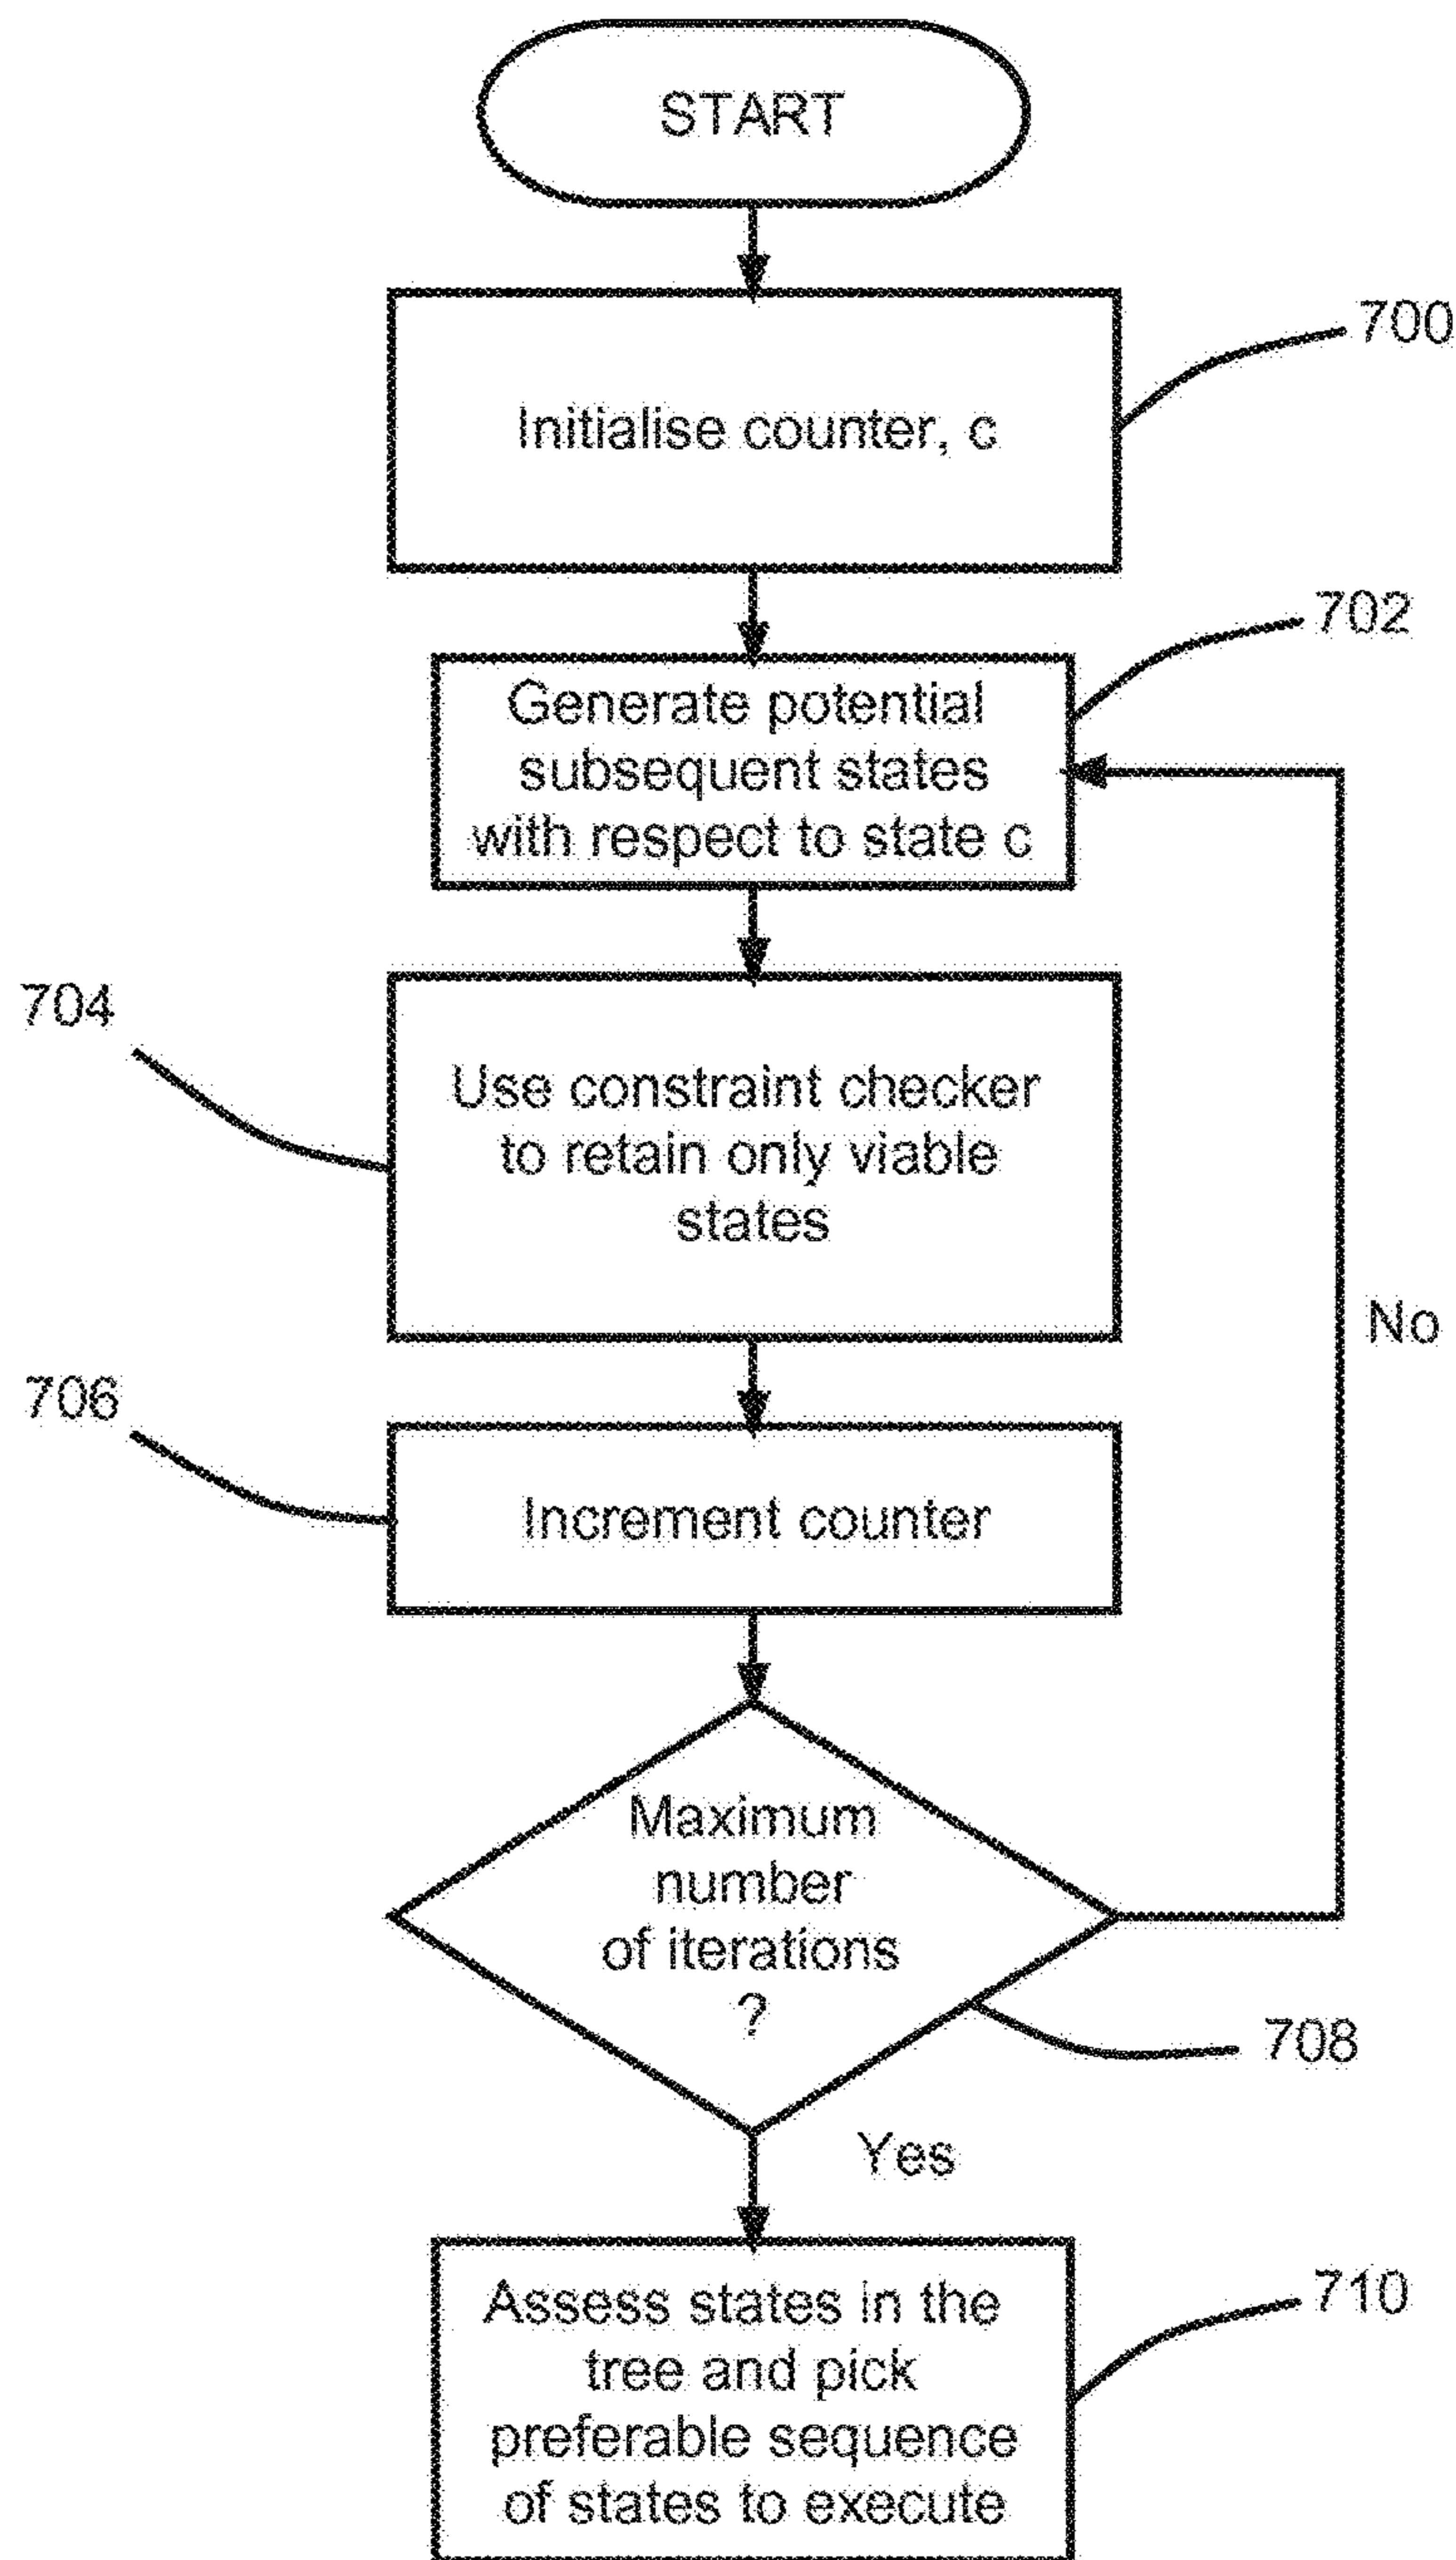 START
700
Initialise counter, c
702
Generate potential
subsequent states
with respect to state c
704
Use constraint checker
to retain only viable
states
No
706
Increment counter
Maximum
number
of iterations
?
708
Yes
710
Assess states in the
tree and pick
preferable sequence
of states to execute